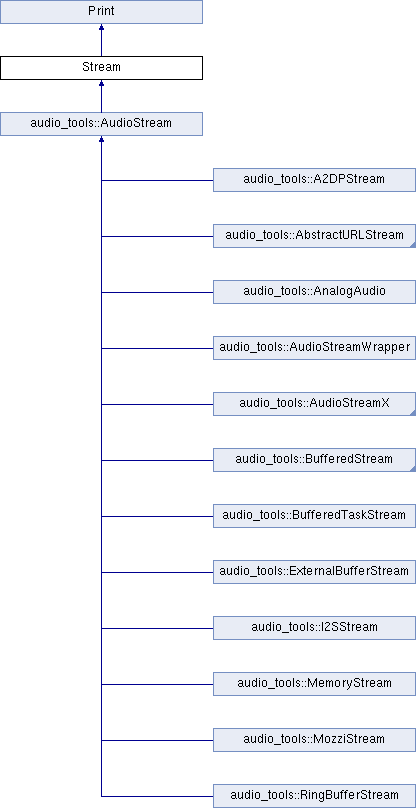 Print
Stream
audio_tools::AudioStream
audio_tools::A2DPStream
audio_tools::AbstractURLStream
audio_tools::AnalogAudio
audio_tools::AudioStreamWrapper
audio_tools::AudioStreamX
audio_tools::BufferedStream
audio_tools::BufferedTaskStream
audio_tools::ExternalBufferStream
audio_tools::I2SStream
audio_tools::MemoryStream
audio_tools::MozziStream
audio_tools::RingBufferStream